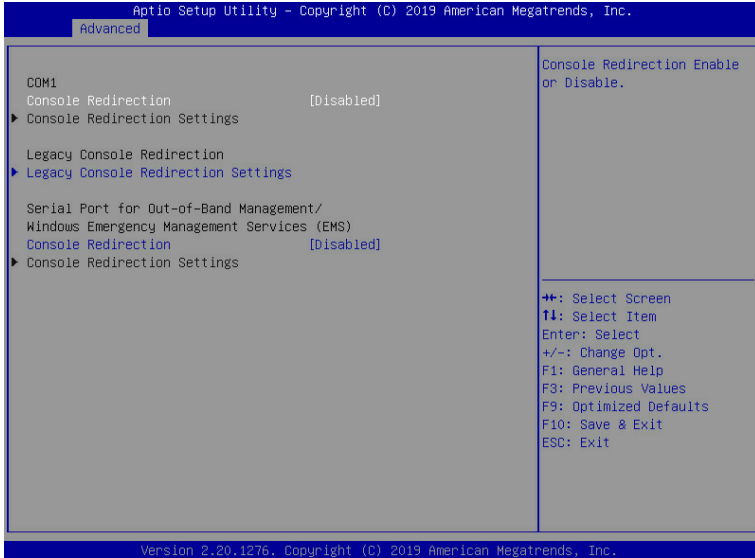 Aptio Setup Utility – Copyright (C) 2019 American Megatrends, Inc.
Advanced
COM1
Console Redirection [Disabled]
Console Redirection Settings
Legacy Console Redirection
Legacy Console Redirection Settings
Serial Port for Out-of-Band Management/
Windows Emergency Management Services (EMS)
Console Redirection [Disabled]
Console Redirection Settings
Console Redirection Enable
or Disable.
→←: Select Screen
↑↓: Select Item
Enter: Select
+/-: Change Opt.
F1: General Help
F3: Previous Values
F9: Optimized Defaults
F10: Save & Exit
ESC: Exit
Version 2.20.1276. Copyright (C) 2019 American Megatrends, Inc.